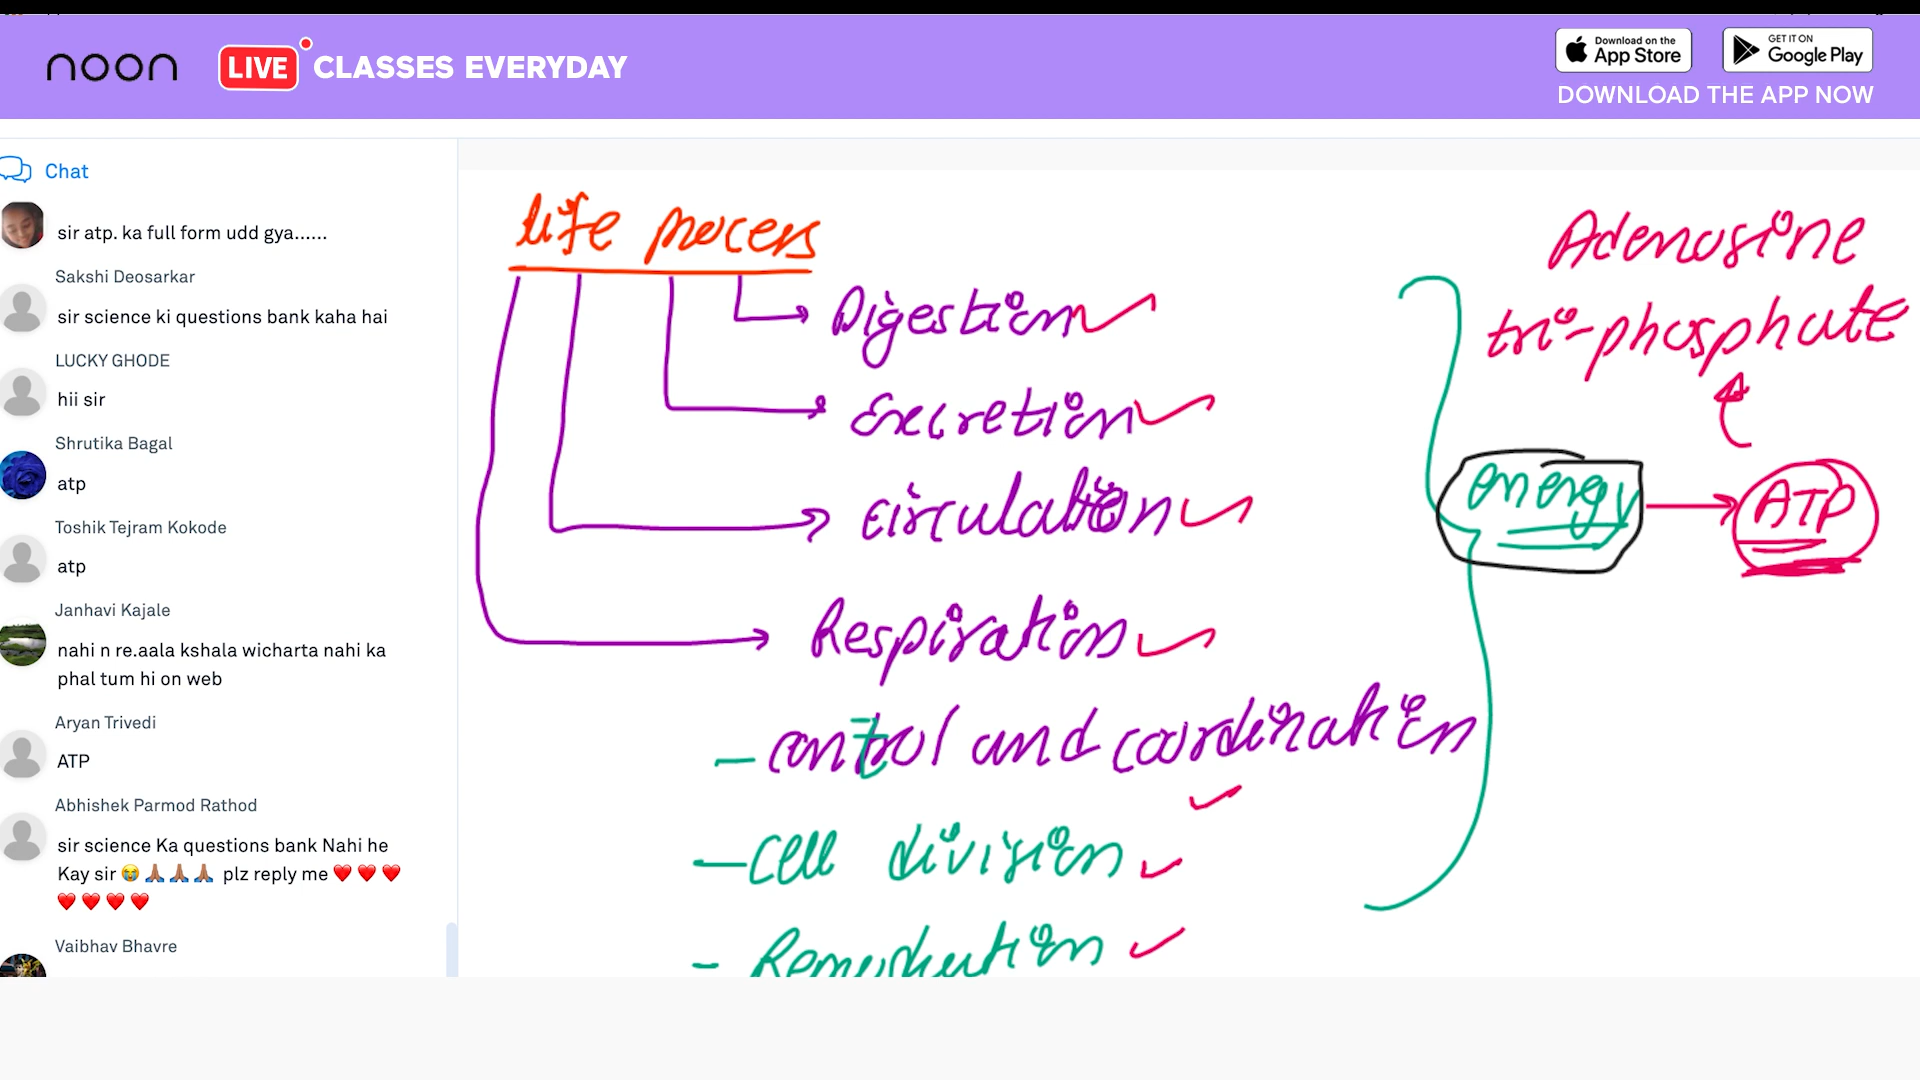 noon LIVE CLASSES EVERYDAY
Download on the App Store
GET IT ON Google Play
DOWNLOAD THE APP NOW
Chat
sir atp. ka full form udd gya......
Sakshi Deosarkar
sir science ki questions bank kaha hai
LUCKY GHODE
hii sir
Shrutika Bagal
atp
Toshik Tejram Kokode
atp
Janhavi Kajale
nahi n re.aala kshala wicharta nahi ka
phal tum hi on web
Aryan Trivedi
ATP
Abhishek Parmod Rathod
sir science Ka questions bank Nahi he
Kay sir 😭 🙏🏽 🙏🏽 🙏🏽 plz reply me ❤️ ❤️ ❤️
❤️ ❤️ ❤️ ❤️
Vaibhav Bhavre
life process
Digestion
Excretion
circulation
Respiration
- control and coordination
- cell division
-
Adenosine
tri-phosphate
energy
ATP